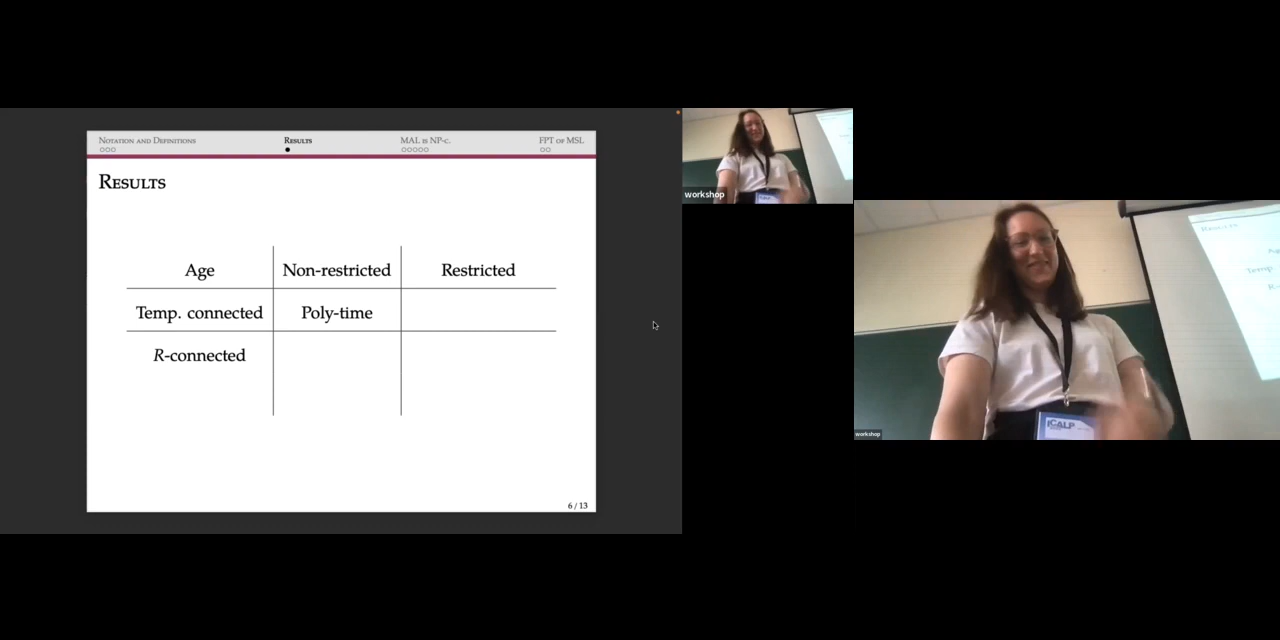 Notation and Definitions Results MAL is NP-c. FPT of MSL
Results
Age Non-restricted Restricted
Temp. connected Poly-time
R-connected
6 / 13
workshop
workshop
ICALP
Results